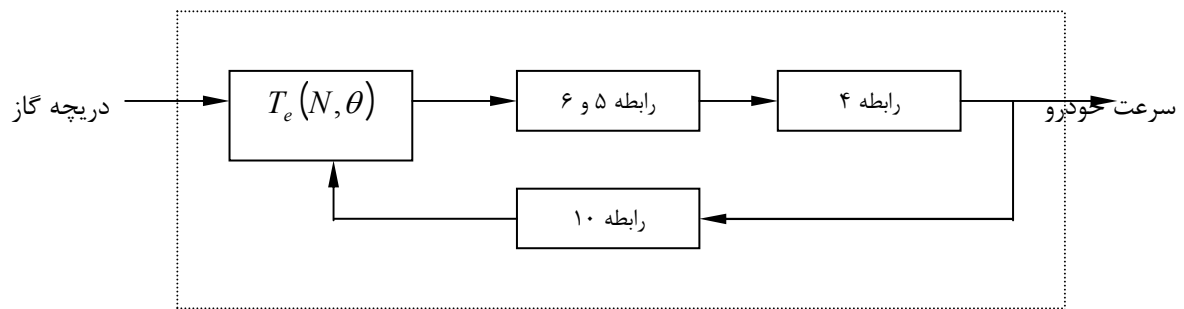 دریچه گاز
T_e(N,θ)
رابطه ۵ و ۶
رابطه ۴
سرعت خودرو
رابطه ۱۰